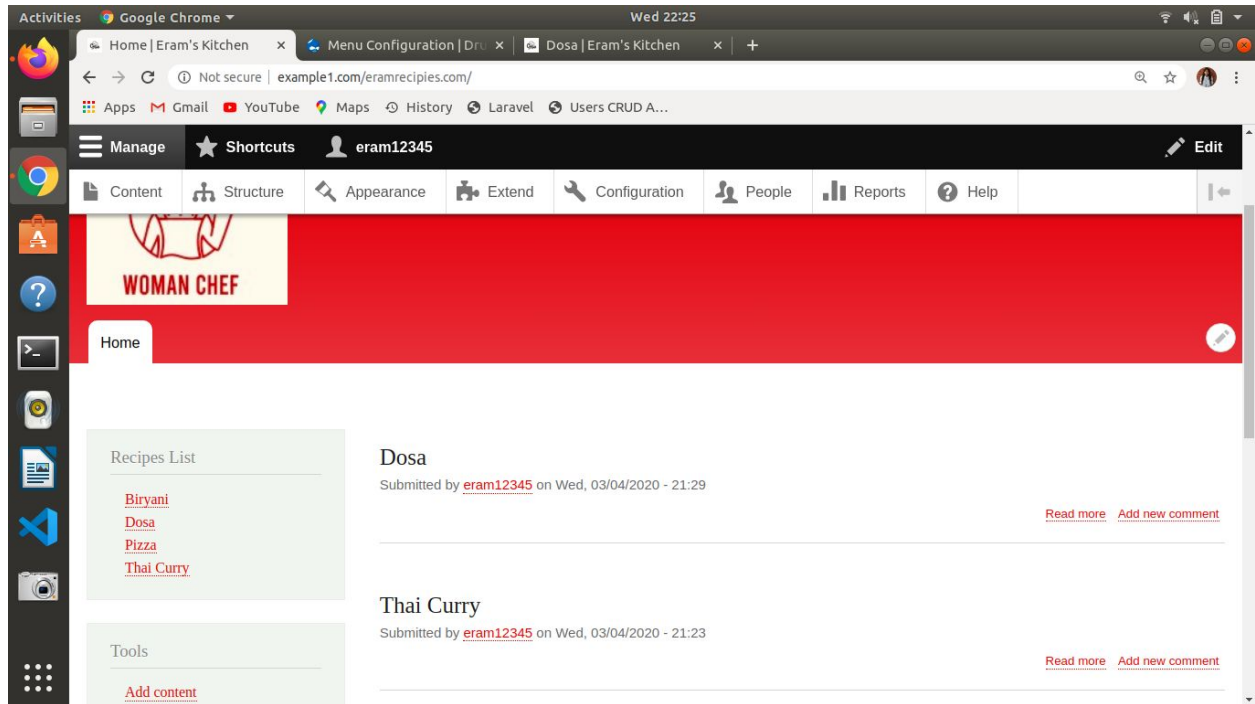 Activities Google Chrome Wed 22:25
Home | Eram's Kitchen Menu Configuration | Dru Dosa | Eram's Kitchen
Not secure | example1.com/eramrecipies.com/
Apps Gmail YouTube Maps History Laravel Users CRUD A...
Manage Shortcuts eram12345 Edit
Content Structure Appearance Extend Configuration People Reports Help
WOMAN CHEF
Home
Recipes List
Biryani
Dosa
Pizza
Thai Curry
Tools
Add content
Dosa
Submitted by eram12345 on Wed, 03/04/2020 - 21:29
Read more Add new comment
Thai Curry
Submitted by eram12345 on Wed, 03/04/2020 - 21:23
Read more Add new comment